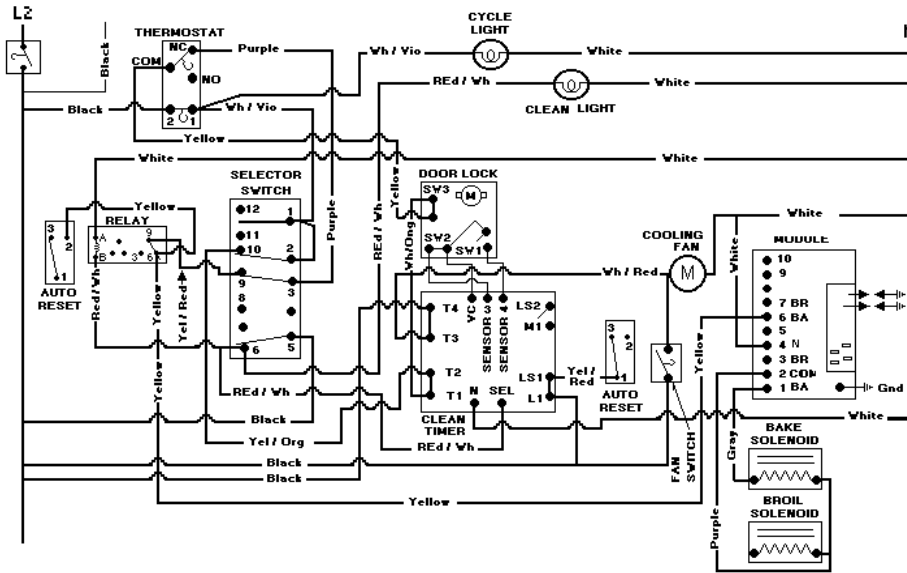 L2
N
CYCLE
LIGHT
THERMOSTAT
Black
NC
Purple
Wh / Vio
White
COM
NO
REd / Wh
White
CLEAN LIGHT
Black
2 1
Wh / Vio
Yellow
White
White
SELECTOR
SWITCH
DOOR LOCK
Yellow
SW3
M
12
1
Purple
REd / Wh
Wh/Org
RELAY
3
2
A
9
11
10
2
SW2
SW1
COOLING
FAN
White
MODULE
B
3
6
1
AUTO
RESET
Red/Wh
Yel / Red
Yellow
9
3
8
Wh / Red
M
White
10
9
7 BR
6 BA
5
4 N
3 BR
2 COM
1 BA
Gnd
T4
VC
SENSOR 3
SENSOR 4
LS2
M1
T3
3
2
Yellow
6
5
T2
LS1
Yel /
Red
1
T1
N
SEL
L1
AUTO
RESET
REd / Wh
Black
CLEAN
TIMER
White
Yel / Org
REd / Wh
FAN
SWITCH
Gray
BAKE
SOLENOID
Black
Black
Yellow
Yellow
BROIL
SOLENOID
Purple